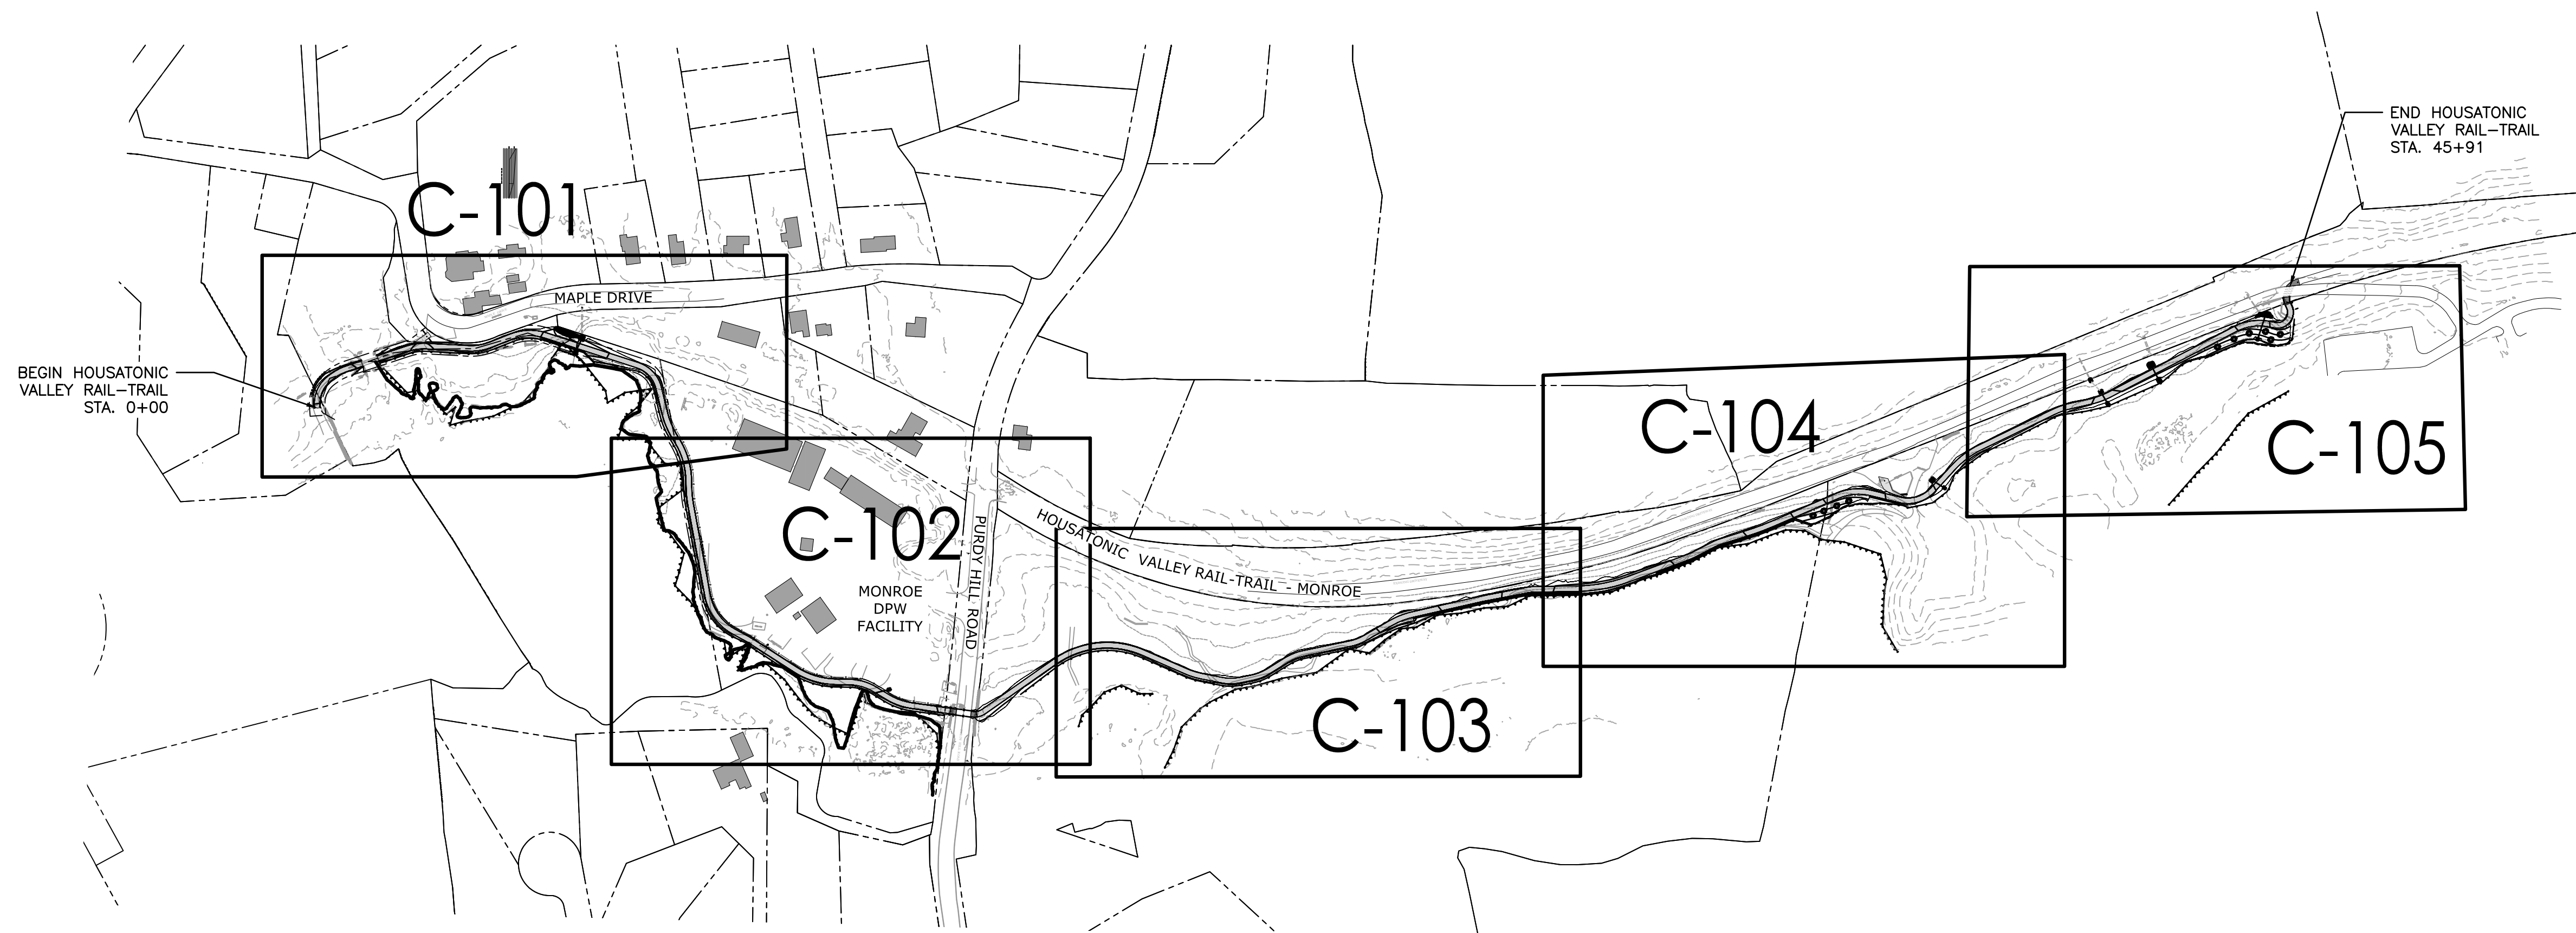 END HOUSATONIC
VALLEY RAIL-TRAIL
STA. 45+91
C-101
MAPLE DRIVE
BEGIN HOUSATONIC
VALLEY RAIL-TRAIL
STA. 0+00
C-104
C-105
C-102
PURDY HILL ROAD
HOUSATONIC VALLEY RAIL-TRAIL - MONROE
MONROE
DPW
FACILITY
C-103